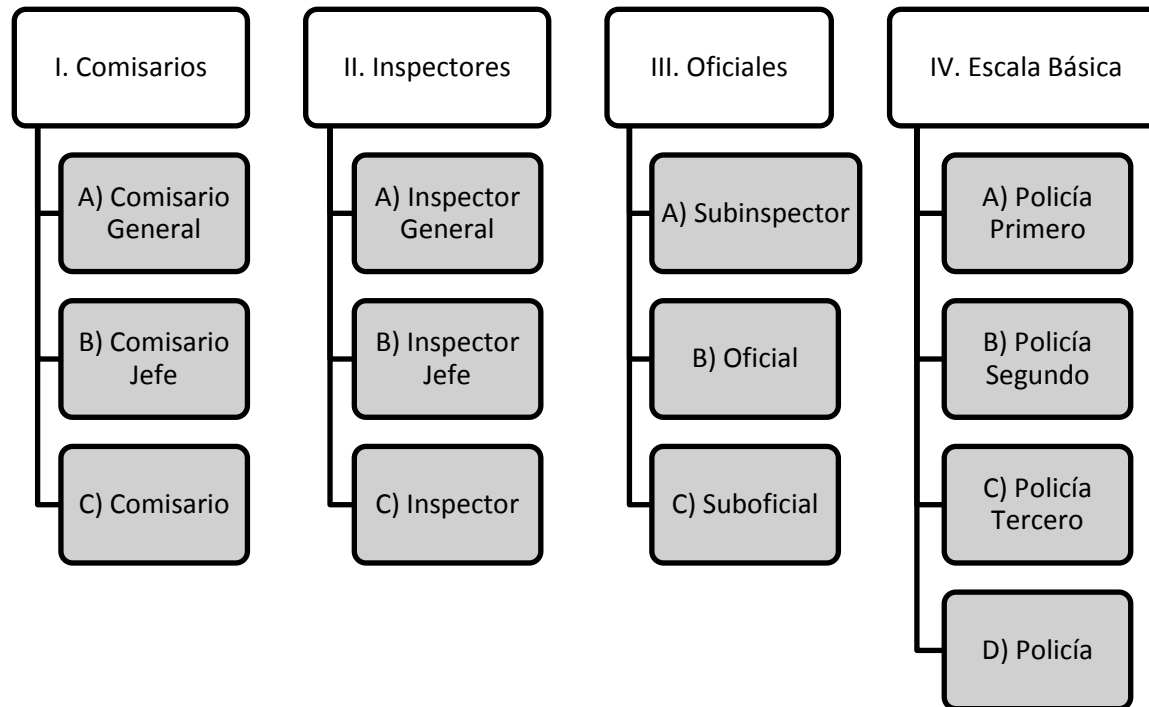 I. Comisarios
A) Comisario
General
B) Comisario
Jefe
C) Comisario
II. Inspectores
A) Inspector
General
B) Inspector
Jefe
C) Inspector
III. Oficiales
A) Subinspector
B) Oficial
C) Suboficial
IV. Escala Básica
A) Policía
Primero
B) Policía
Segundo
C) Policía
Tercero
D) Policía